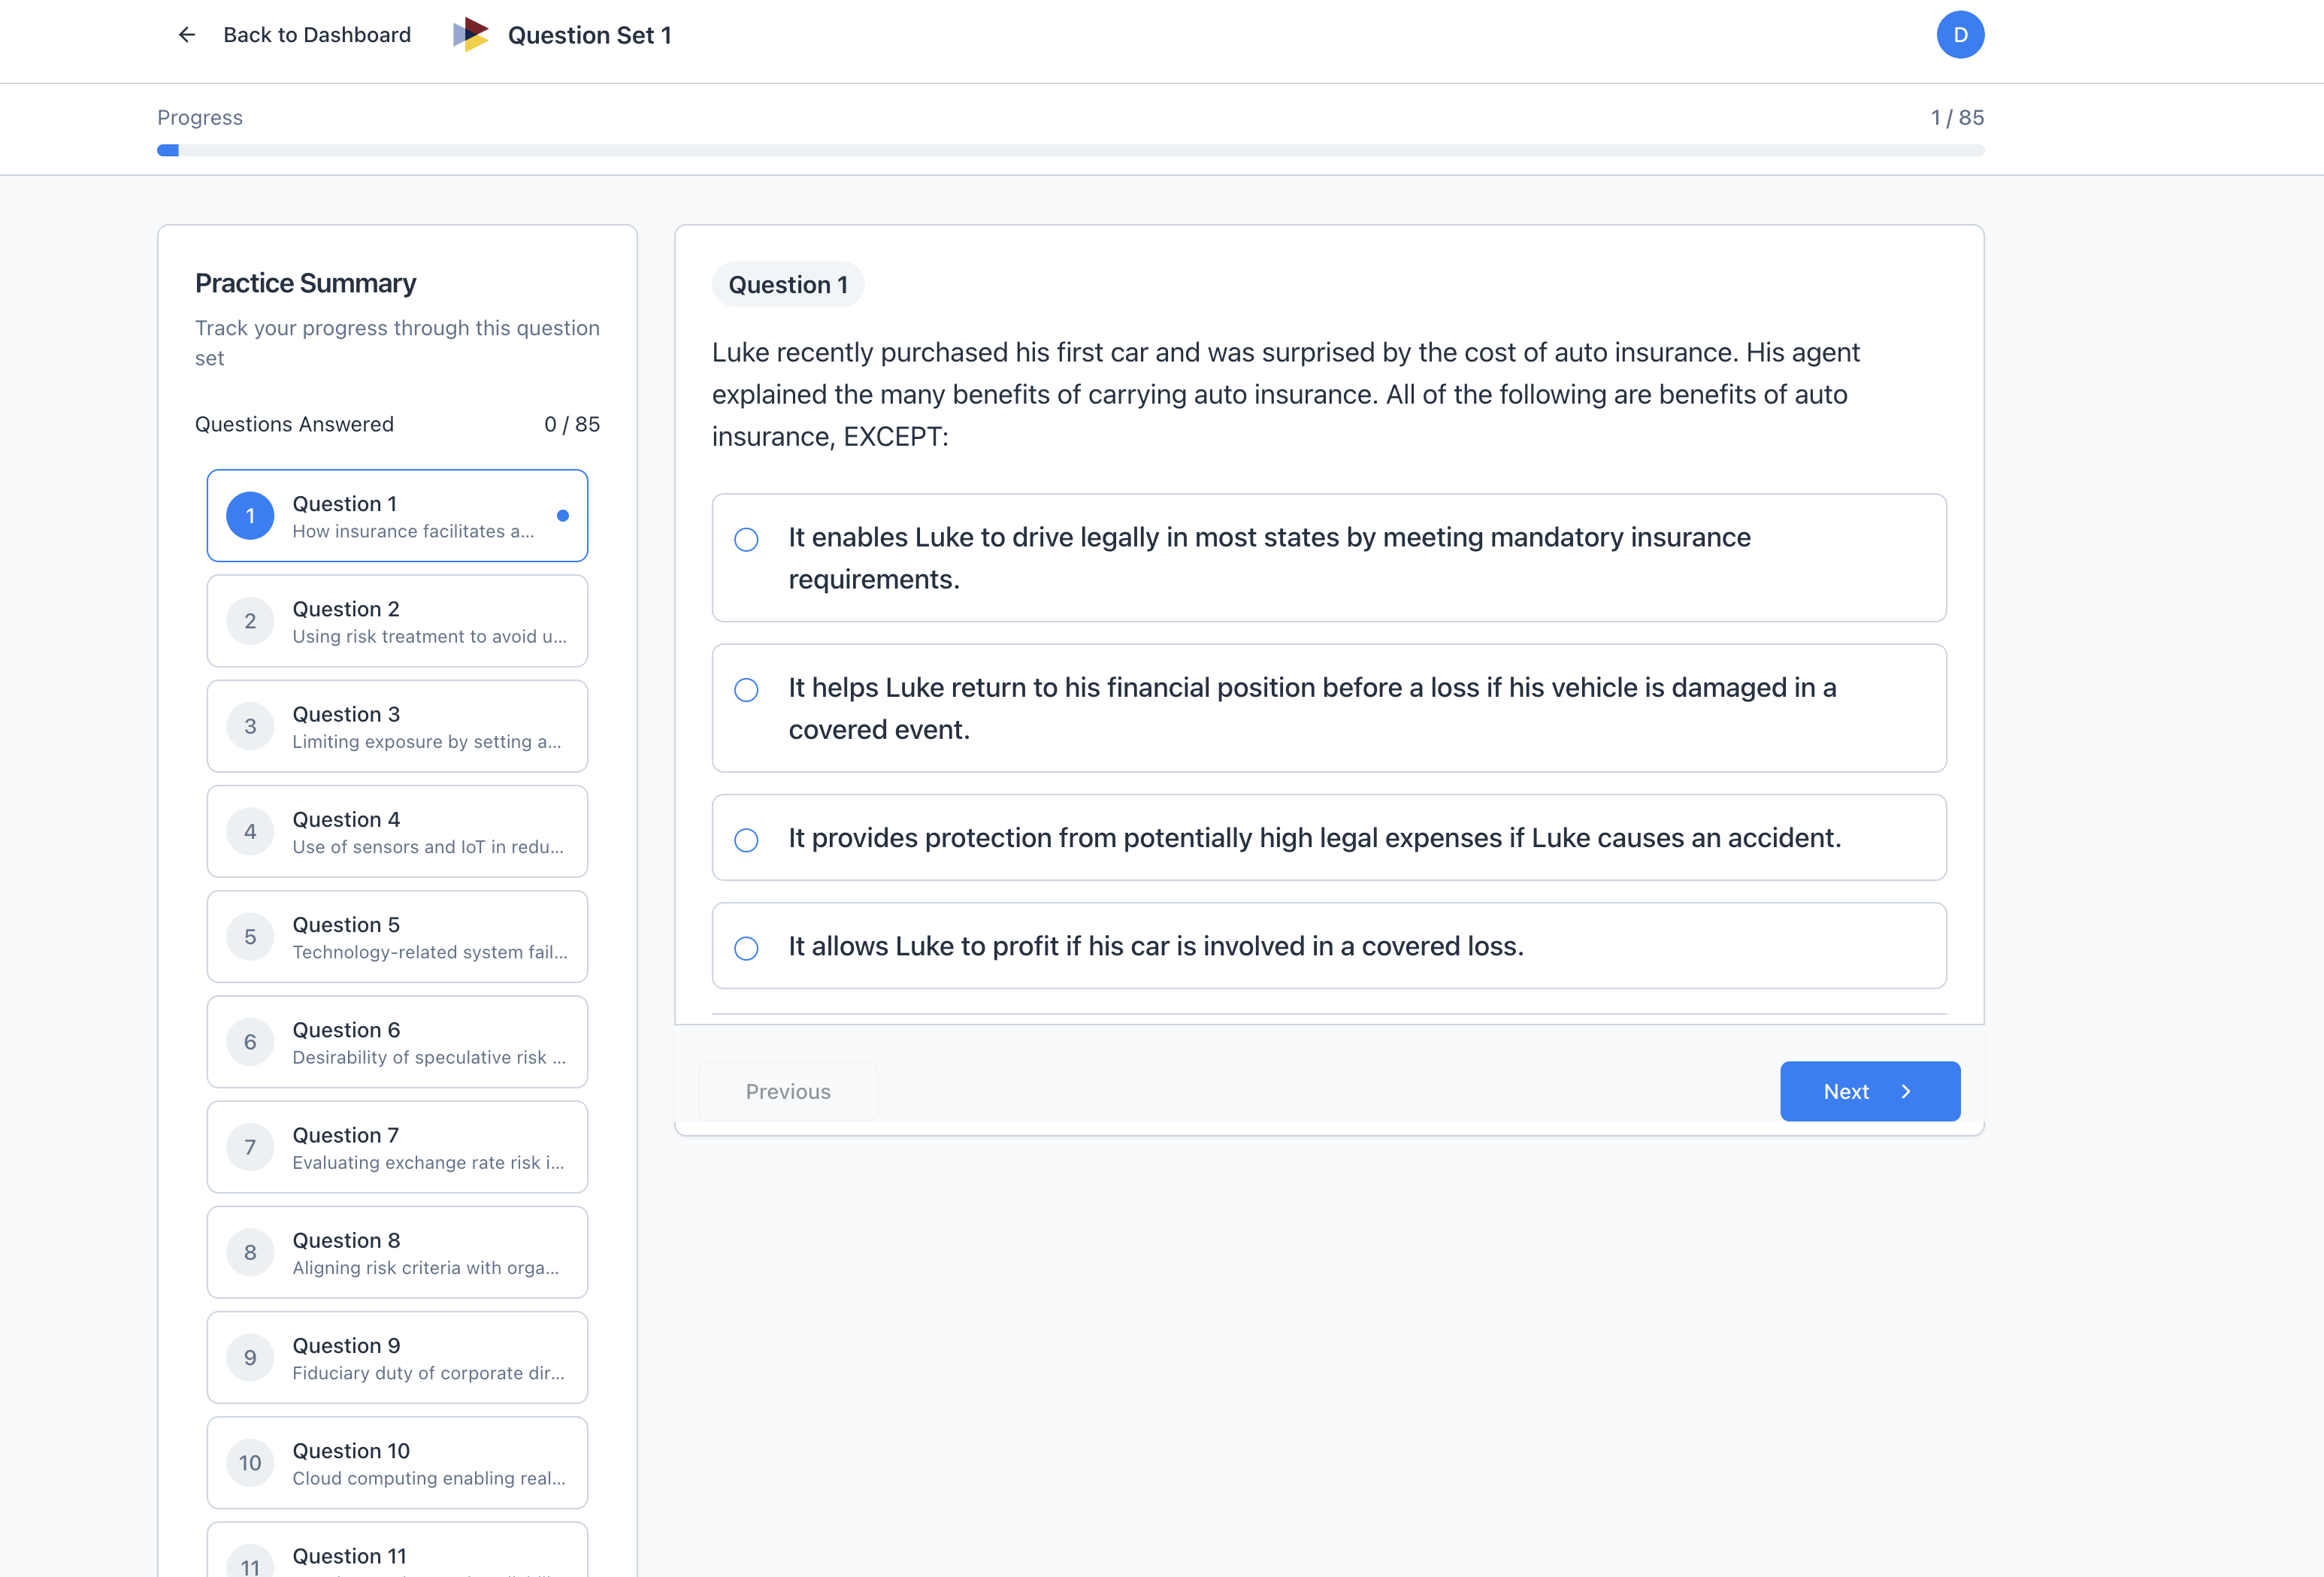 Back to Dashboard
Question Set 1
D
Progress
1 / 85
Practice Summary
Track your progress through this question
set
Questions Answered
0 / 85
1
Question 1
How insurance facilitates a...
2
Question 2
Using risk treatment to avoid u...
3
Question 3
Limiting exposure by setting a...
4
Question 4
Use of sensors and IoT in redu...
5
Question 5
Technology-related system fail...
6
Question 6
Desirability of speculative risk ...
7
Question 7
Evaluating exchange rate risk i...
8
Question 8
Aligning risk criteria with orga...
9
Question 9
Fiduciary duty of corporate dir...
10
Question 10
Cloud computing enabling real...
11
Question 11
Question 1
Luke recently purchased his first car and was surprised by the cost of auto insurance. His agent
explained the many benefits of carrying auto insurance. All of the following are benefits of auto
insurance, EXCEPT:
It enables Luke to drive legally in most states by meeting mandatory insurance
requirements.
It helps Luke return to his financial position before a loss if his vehicle is damaged in a
covered event.
It provides protection from potentially high legal expenses if Luke causes an accident.
It allows Luke to profit if his car is involved in a covered loss.
Previous
Next